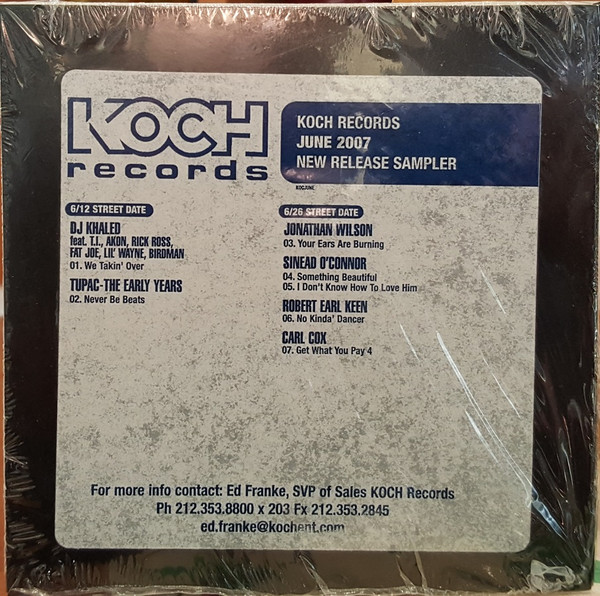 KOCH
records
KOCH RECORDS
JUNE 2007
NEW RELEASE SAMPLER
KOCJUNE
6/12 STREET DATE
DJ KHALED
feat. T.I., AKON, RICK ROSS,
FAT JOE, LIL' WAYNE, BIRDMAN
01. We Takin' Over
TUPAC-THE EARLY YEARS
02. Never Be Beats
6/26 STREET DATE
JONATHAN WILSON
03. Your Ears Are Burning
SINEAD O'CONNOR
04. Something Beautiful
05. I Don't Know How To Love Him
ROBERT EARL KEEN
06. No Kinda' Dancer
CARL COX
07. Get What You Pay 4
For more info contact: Ed Franke, SVP of Sales KOCH Records
Ph 212.353.8800 x 203 Fx 212.353.2845
ed.franke@kochent.com